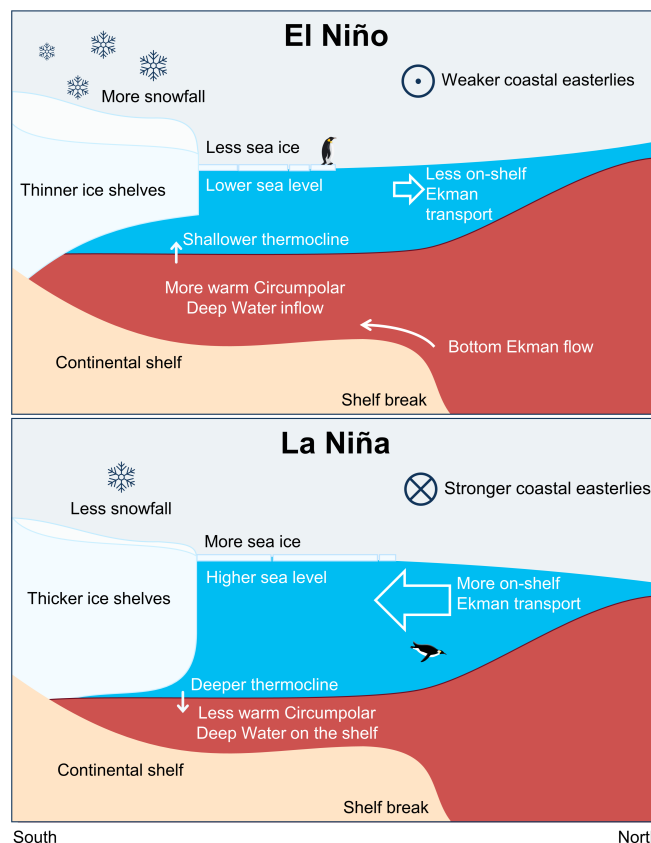 El Niño
Weaker coastal easterlies
More snowfall
Less sea ice
Thinner ice shelves
Lower sea level
Less on-shelf
Ekman
transport
Shallower thermocline
More warm Circumpolar
Deep Water inflow
Bottom Ekman flow
Continental shelf
Shelf break
La Niña
Stronger coastal easterlies
Less snowfall
More sea ice
Higher sea level
Thicker ice shelves
More on-shelf
Ekman transport
Deeper thermocline
Less warm Circumpolar
Deep Water on the shelf
Continental shelf
Shelf break
South
Nort